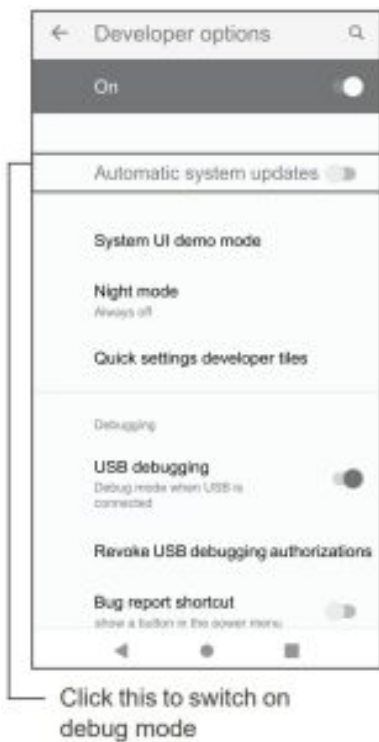 Developer options
On
Automatic system updates
System UI demo mode
Night mode
Always off
Quick settings developer tiles
Debugging
USB debugging
Debug mode when USB is
connected
Revoke USB debugging authorizations
Bug report shortcut
show a button in the power menu
Click this to switch on
debug mode